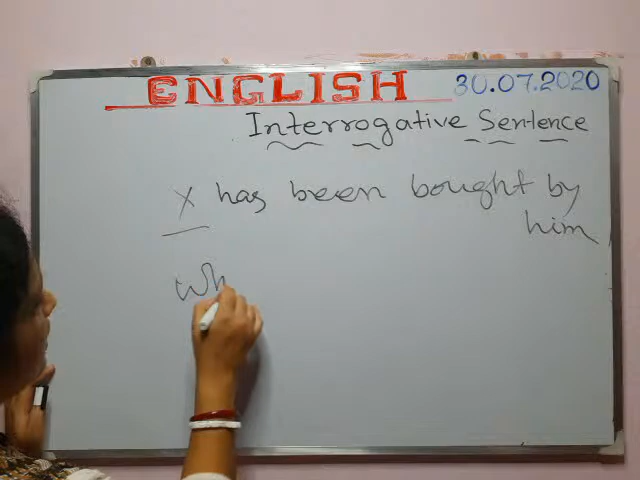 ENGLISH 30.07.2020
Interrogative Sentence
X has been bought by
him
Wh